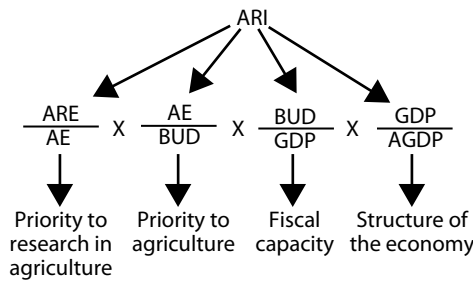 ARI
ARE X AE X BUD X GDP
AE BUD GDP AGDP
Priority to Priority to Fiscal Structure of
research in agriculture capacity the economy
agriculture